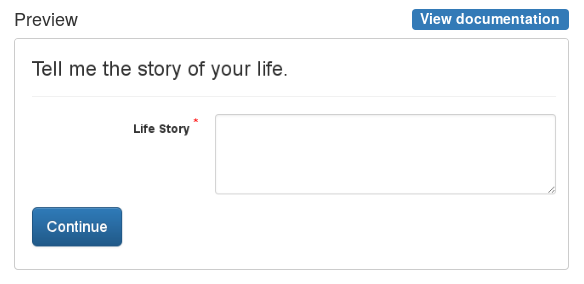 Preview
View documentation
Tell me the story of your life.
Life Story *
Continue